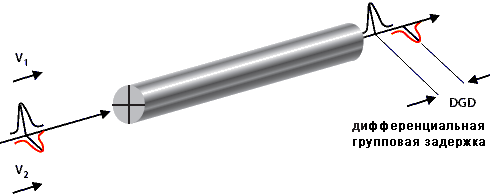 V1
V2
DGD
дифференциальная
групповая задержка